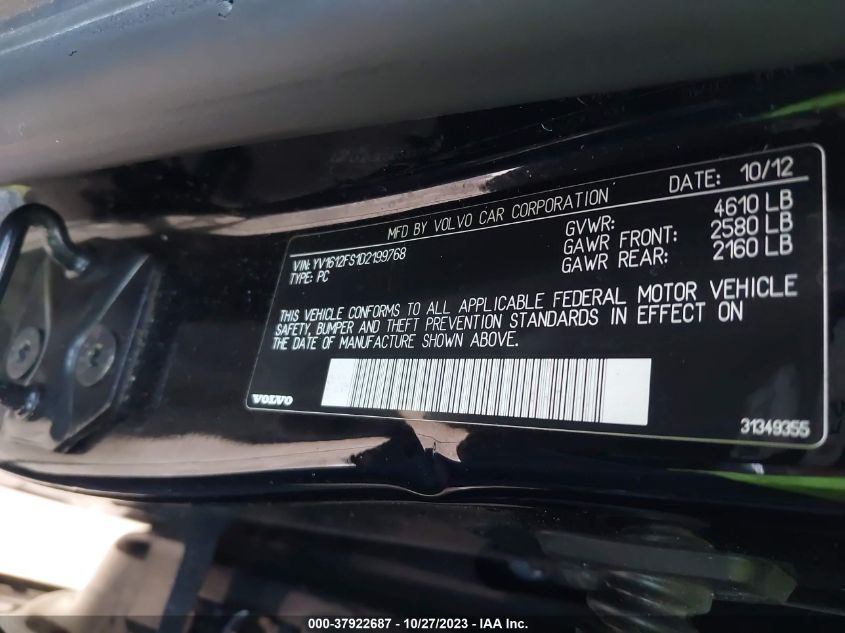 MFD BY VOLVO CAR CORPORATION DATE: 10/12
GVWR: 4610 LB
GAWR FRONT: 2580 LB
GAWR REAR: 2160 LB
VIN: YV1612FS1D2199768
TYPE: PC
THIS VEHICLE CONFORMS TO ALL APPLICABLE FEDERAL MOTOR VEHICLE
SAFETY, BUMPER AND THEFT PREVENTION STANDARDS IN EFFECT ON
THE DATE OF MANUFACTURE SHOWN ABOVE.
VOLVO
31349355
000-37922687 / 10/27/2023 - IAA Inc.